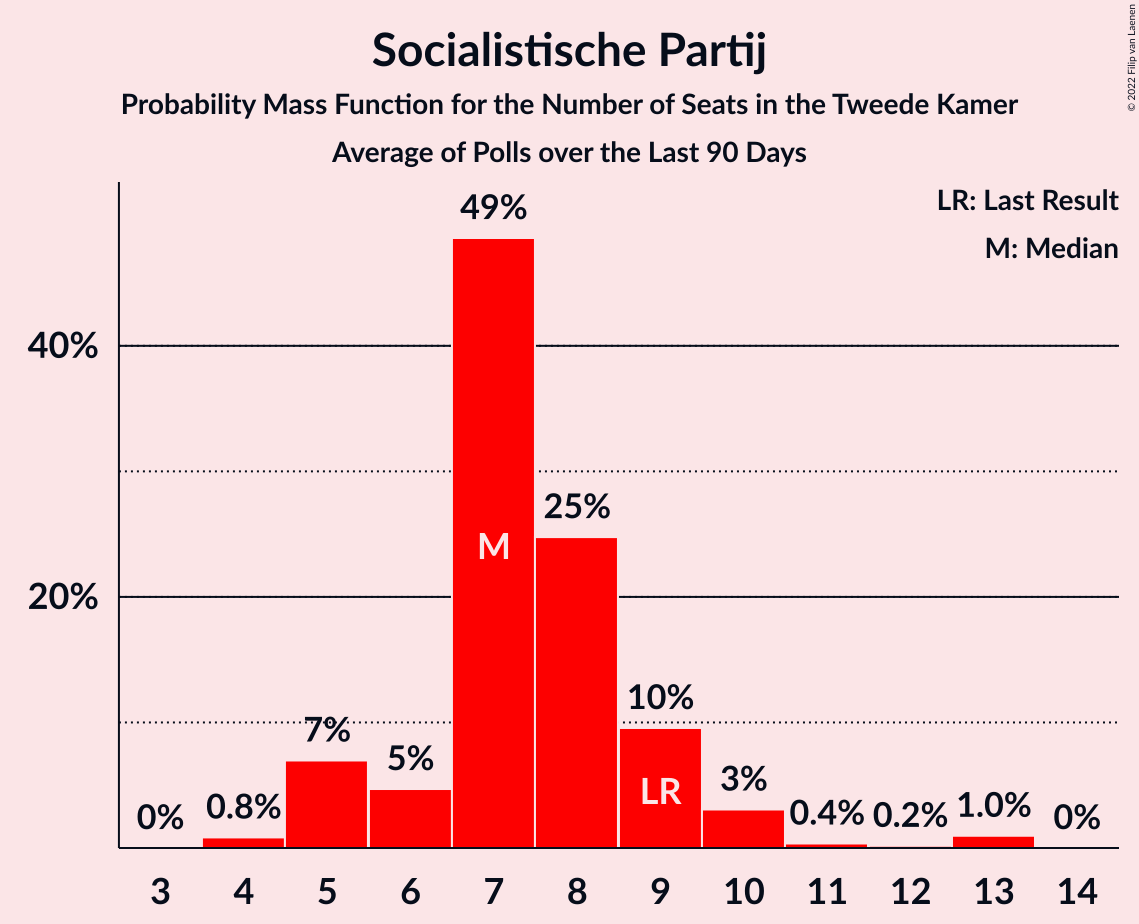 Socialistische Partij
Probability Mass Function for the Number of Seats in the Tweede Kamer
Average of Polls over the Last 90 Days
© 2022 Filip van Laenen
LR: Last Result
M: Median
49%
40%
25%
M
20%
10%
7%
5%
LR
3%
0%
0.8%
0.4%
0.2%
1.0%
0%
3 4 5 6 7 8 9 10 11 12 13 14